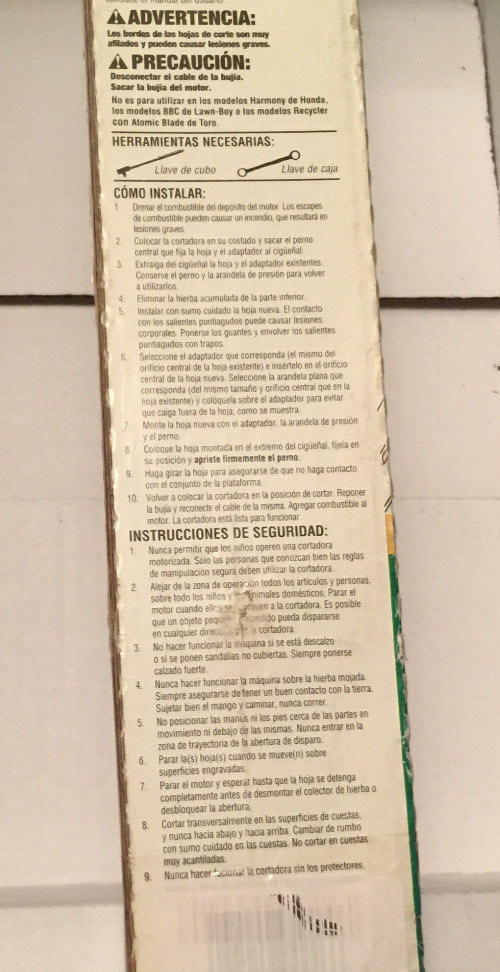 ⚠ ADVERTENCIA:
Los bordes de las hojas de corte son muy
afilados y pueden causar lesiones graves.
⚠ PRECAUCIÓN:
Desconectar el cable de la bujía.
Sacar la bujía del motor.
No es para utilizar en los modelos Harmony de Honda,
los modelos BBC de Lawn-Boy o los modelos Recycler
con Atomic Blade de Toro.
HERRAMIENTAS NECESARIAS:
Llave de cubo Llave de caja
CÓMO INSTALAR:
1 Drenar el combustible del depósito del motor. Los escapes
de combustible pueden causar un incendio, que resultará en
lesiones graves.
2. Colocar la cortadora en su costado y sacar el perno
central que fija la hoja y el adaptador al cigüeñal.
3. Extraiga del cigüeñal la hoja y el adaptador existentes.
Conserve el perno y la arandela de presión para volver
a utilizarlos.
4. Eliminar la hierba acumulada de la parte inferior.
5. Instalar con sumo cuidado la hoja nueva. El contacto
con los salientes puntiagudos puede causar lesiones
corporales. Ponerse los guantes y envolver los salientes
puntiagudos con trapos.
6. Seleccione el adaptador que corresponda (el mismo del
orificio central de la hoja existente) e insértelo en el orificio
central de la hoja nueva. Seleccione la arandela plana que
corresponda (del mismo tamaño y orificio central que en la
hoja existente) y colóquela sobre el adaptador para evitar
que caiga fuera de la hoja, como se muestra.
7 Monte la hoja nueva con el adaptador, la arandela de presión
y el perno.
8. Coloque la hoja montada en el extremo del cigüeñal, fíjela en
su posición y apriete firmemente el perno.
9. Haga girar la hoja para asegurarse de que no haga contacto
con el conjunto de la plataforma.
10. Volver a colocar la cortadora en la posición de cortar. Reponer
la bujía y reconecte el cable de la misma. Agregar combustible al
motor. La cortadora está lista para funcionar.
INSTRUCCIONES DE SEGURIDAD:
1. Nunca permitir que los niños operen una cortadora
motorizada. Sólo las personas que conozcan bien las reglas
de manipulación segura deben utilizar la cortadora.
2. Alejar de la zona de operación todos los artículos y personas,
sobre todo los niños y animales domésticos. Parar el
motor cuando a la cortadora. Es posible
que un objeto pueda dispararse
en cualquier cortadora.
3. No hacer funcionar la máquina si se está descalzo
o si se ponen sandalias no cubiertas. Siempre ponerse
calzado fuerte.
4. Nunca hacer funcionar la máquina sobre la hierba mojada.
Siempre asegurarse de tener un buen contacto con la tierra.
Sujetar bien el mango y caminar, nunca correr.
5. No posicionar las manos ni los pies cerca de las partes en
movimiento ni debajo de las mismas. Nunca entrar en la
zona de trayectoria de la abertura de disparo.
6. Parar la(s) hoja(s) cuando se mueve(n) sobre
superficies engravadas.
7. Parar el motor y esperar hasta que la hoja se detenga
completamente antes de desmontar el colector de hierba o
desbloquear la abertura.
8. Cortar transversalmente en las superficies de cuestas,
y nunca hacia abajo y hacia arriba. Cambiar de rumbo
con sumo cuidado en las cuestas. No cortar en cuestas
muy acantiladas.
9. Nunca hacer la cortadora sin los protectores.